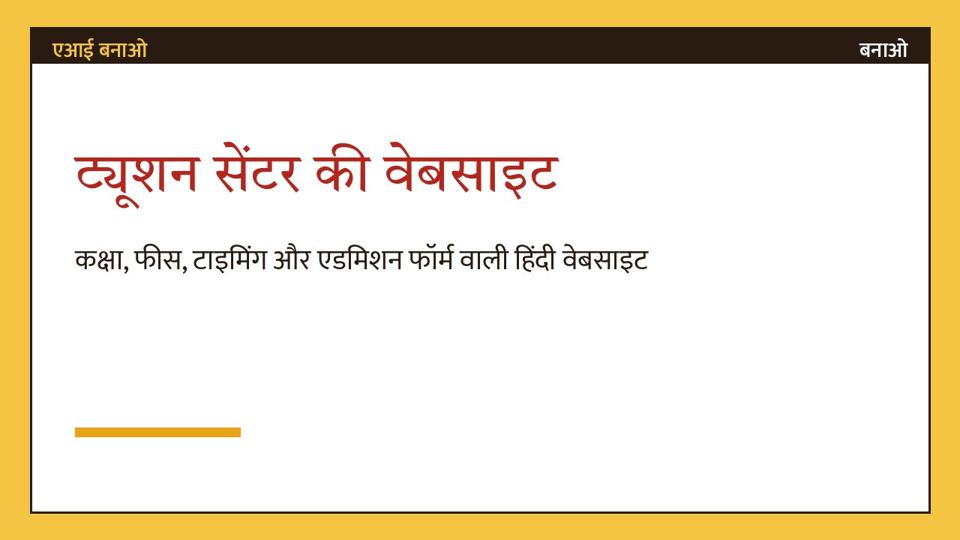 एआई बनाओ
बनाओ
ट्यूशन सेंटर की वेबसाइट
कक्षा, फीस, टाइमिंग और एडमिशन फॉर्म वाली हिंदी वेबसाइट